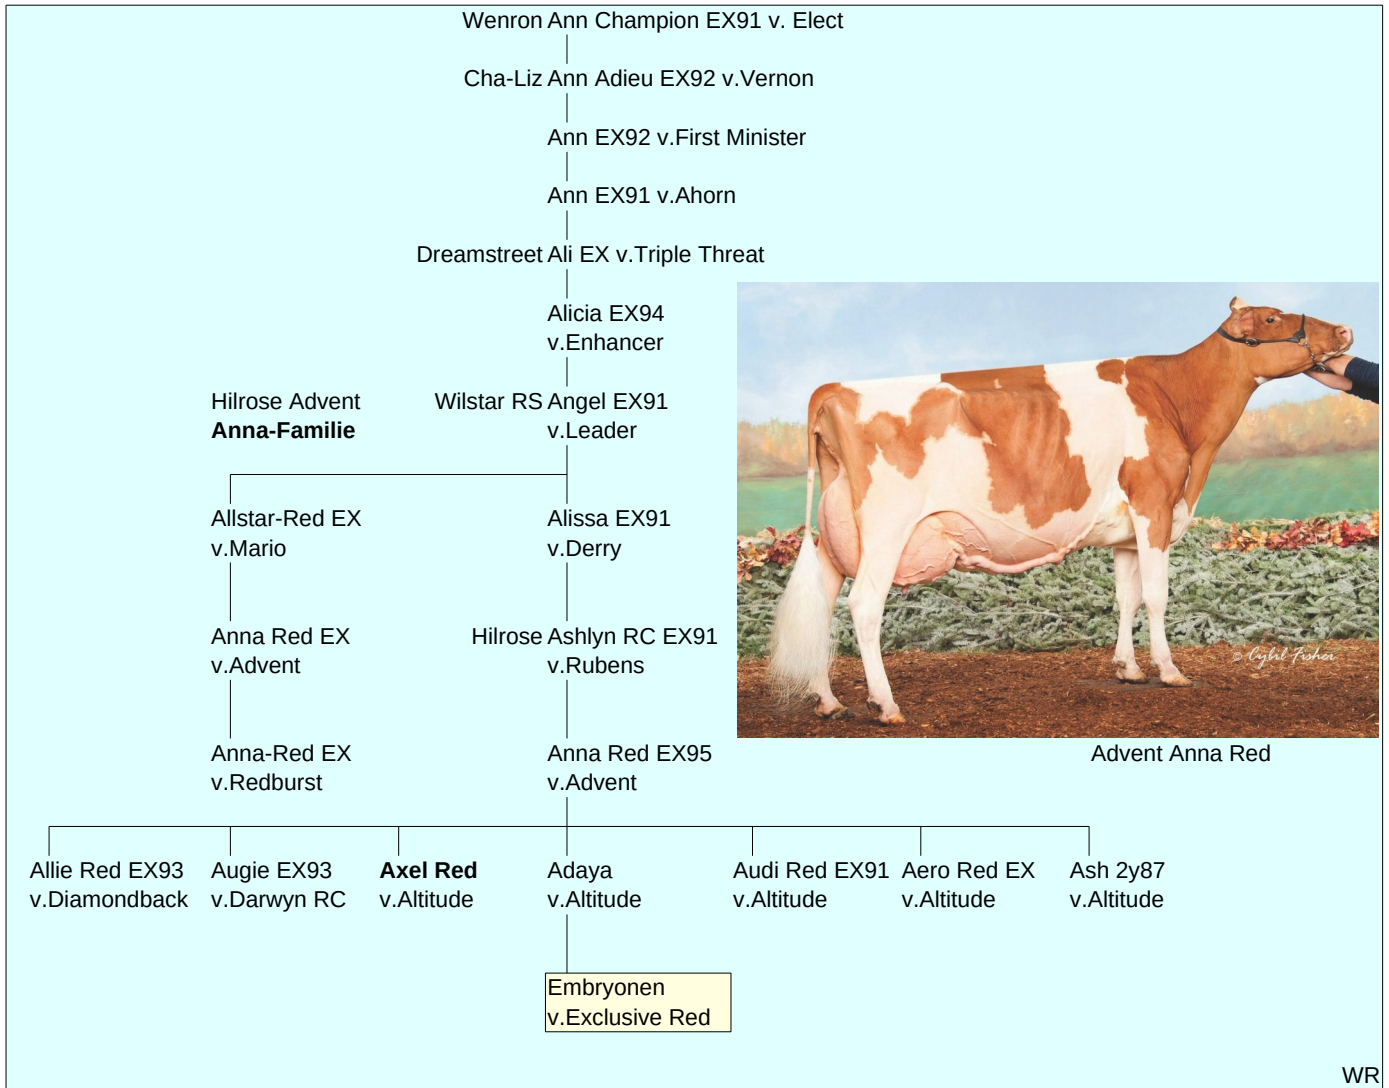 Wenron Ann Champion EX91 v. Elect
Cha-Liz Ann Adieu EX92 v.Vernon
Ann EX92 v.First Minister
Ann EX91 v.Ahorn
Dreamstreet Ali EX v.Triple Threat
Alicia EX94
v.Enhancer
Hilrose Advent
Anna-Familie
Wilstar RS Angel EX91
v.Leader
Allstar-Red EX
v.Mario
Alissa EX91
v.Derry
Anna Red EX
v.Advent
Hilrose Ashlyn RC EX91
v.Rubens
© Cybil Fisher
Anna-Red EX
v.Redburst
Anna Red EX95
v.Advent
Advent Anna Red
Allie Red EX93
v.Diamondback
Augie EX93
v.Darwyn RC
Axel Red
v.Altitude
Adaya
v.Altitude
Audi Red EX91
v.Altitude
Aero Red EX
v.Altitude
Ash 2y87
v.Altitude
Embryonen
v.Exclusive Red
WR